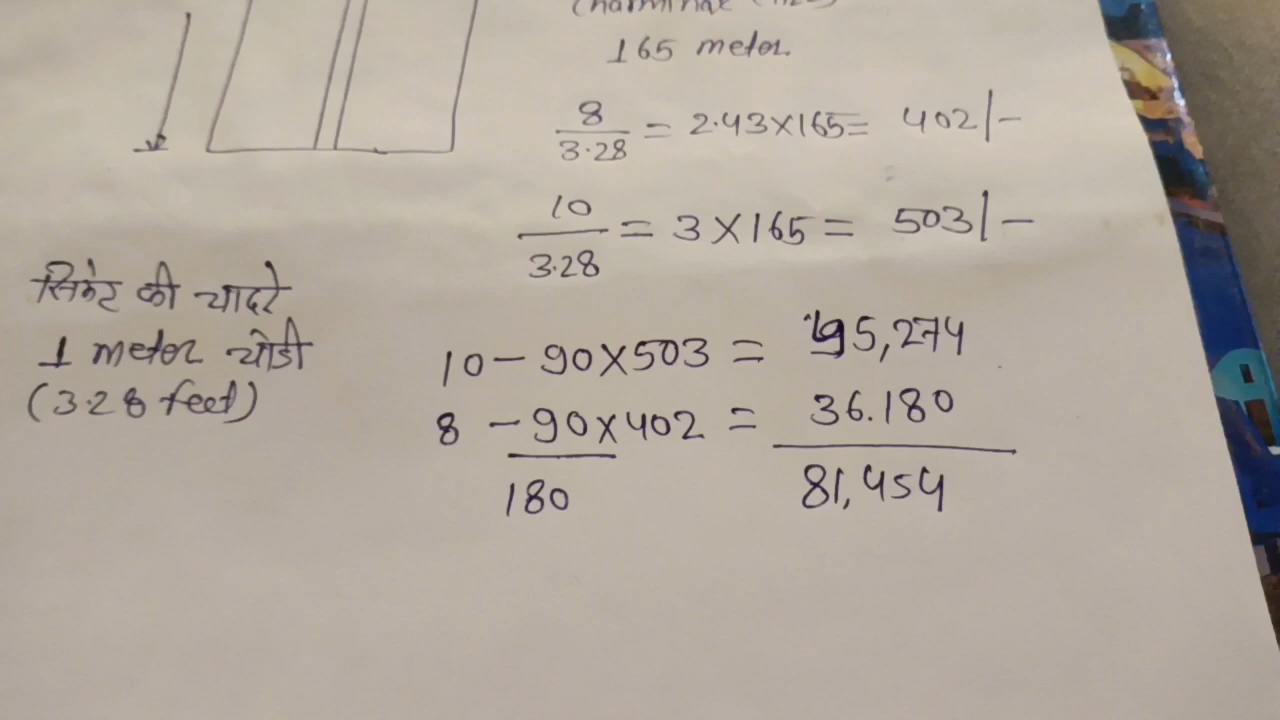 165 meter
8/3.28 = 2.43×165= 402/-
10/3.28 = 3×165= 503/-
सिमेंट की चादरे
1 meter चोडी
(3.28 feet)
10 - 90×503 = 45,274
8 - 90×402 = 36.180
180
81,454